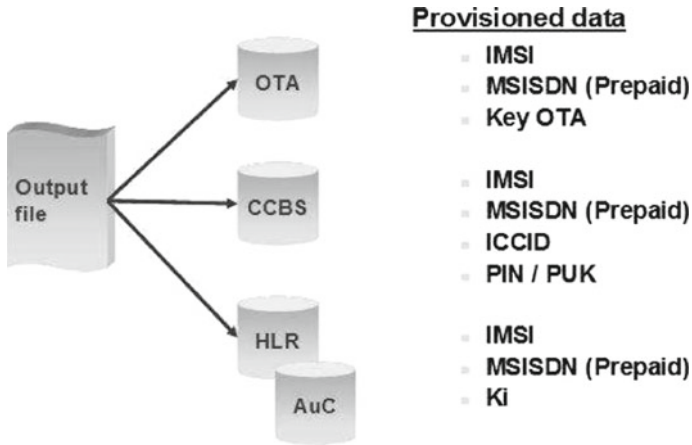 Provisioned data
OTA
IMSI
MSISDN (Prepaid)
Key OTA
Output
file
CCBS
IMSI
MSISDN (Prepaid)
ICCID
PIN / PUK
HLR
AuC
IMSI
MSISDN (Prepaid)
Ki